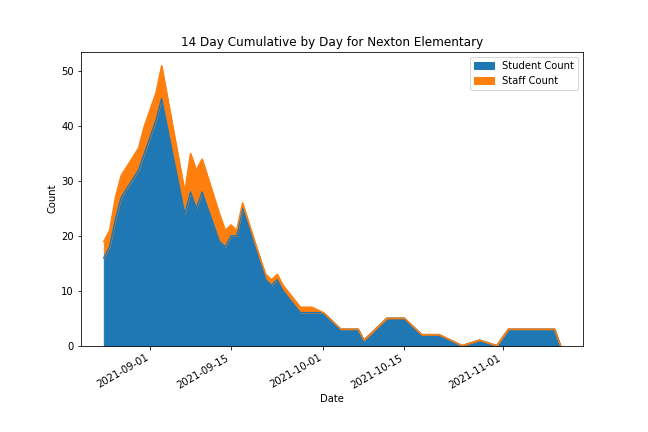 14 Day Cumulative by Day for Nexton Elementary
Student Count
Staff Count
50
40
30
20
10
0
Count
2021-09-01
2021-09-15
2021-10-01
2021-10-15
2021-11-01
Date